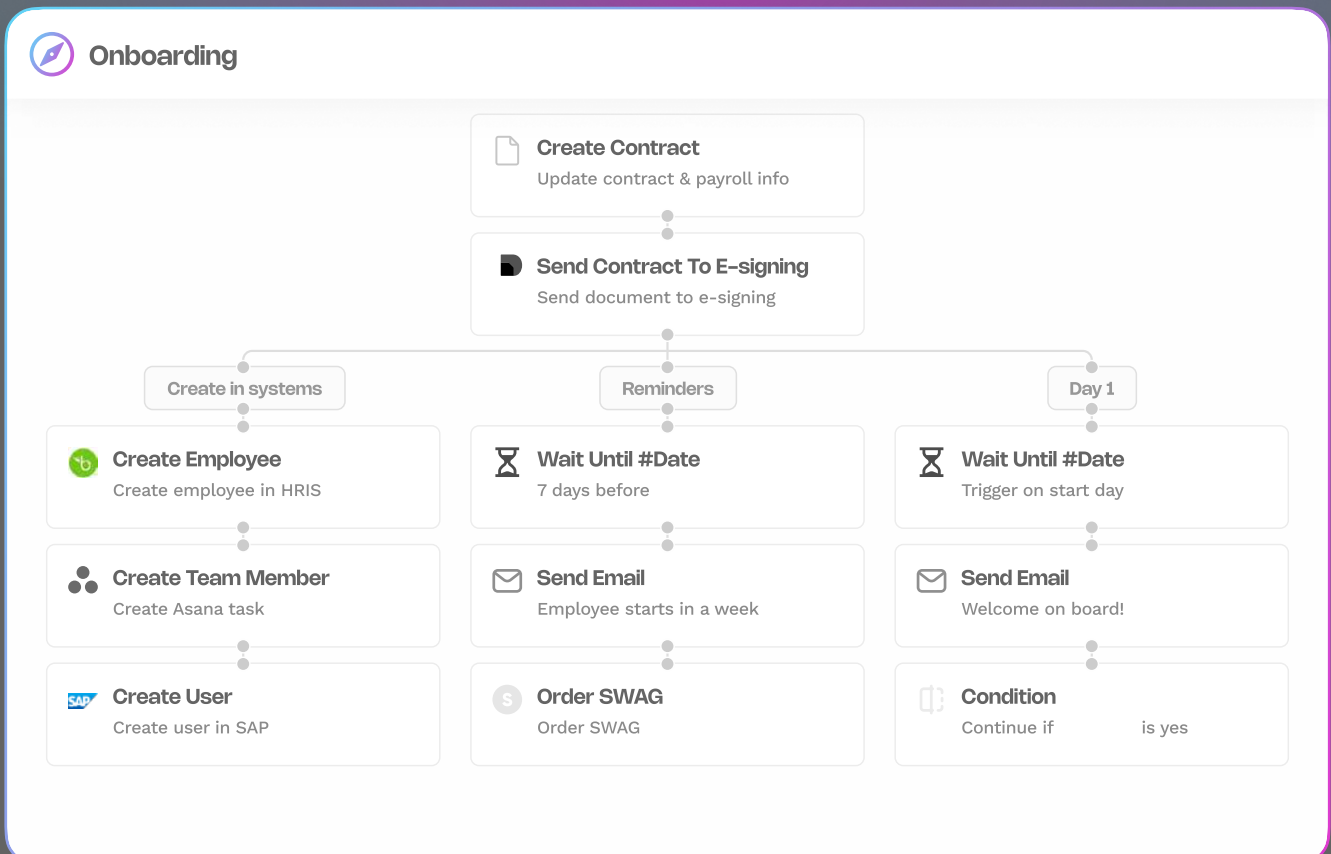 Onboarding
Create Contract
Update contract & payroll info
Send Contract To E-signing
Send document to e-signing
Create in systems
Reminders
Day 1
Create Employee
Create employee in HRIS
Wait Until #Date
7 days before
Wait Until #Date
Trigger on start day
Create Team Member
Create Asana task
Send Email
Employee starts in a week
Send Email
Welcome on board!
SAP
Create User
Create user in SAP
S
Order SWAG
Order SWAG
Condition
Continue if is yes